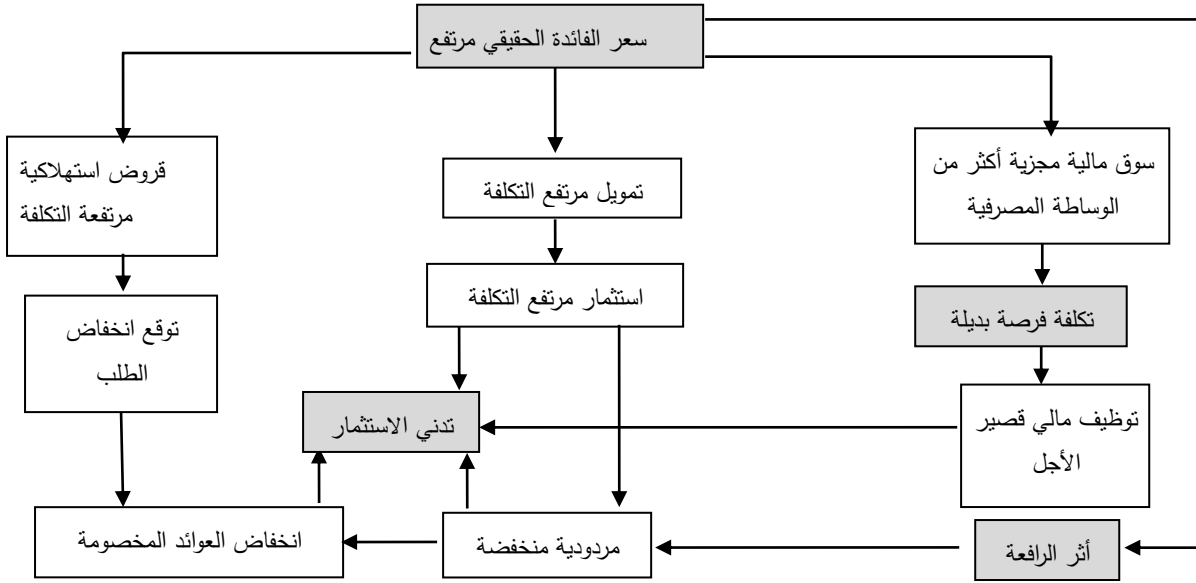 سعر الفائدة الحقيقي مرتفع
سوق مالية مجزية أكثر من
الوساطة المصرفية
تمويل مرتفع التكلفة
قروض استهلاكية
مرتفعة التكلفة
تكلفة فرصة بديلة
استثمار مرتفع التكلفة
توقع انخفاض
الطلب
توظيف مالي قصير
الأجل
تدني الاستثمار
أثر الرافعة
مردودية منخفضة
انخفاض العوائد المخصومة